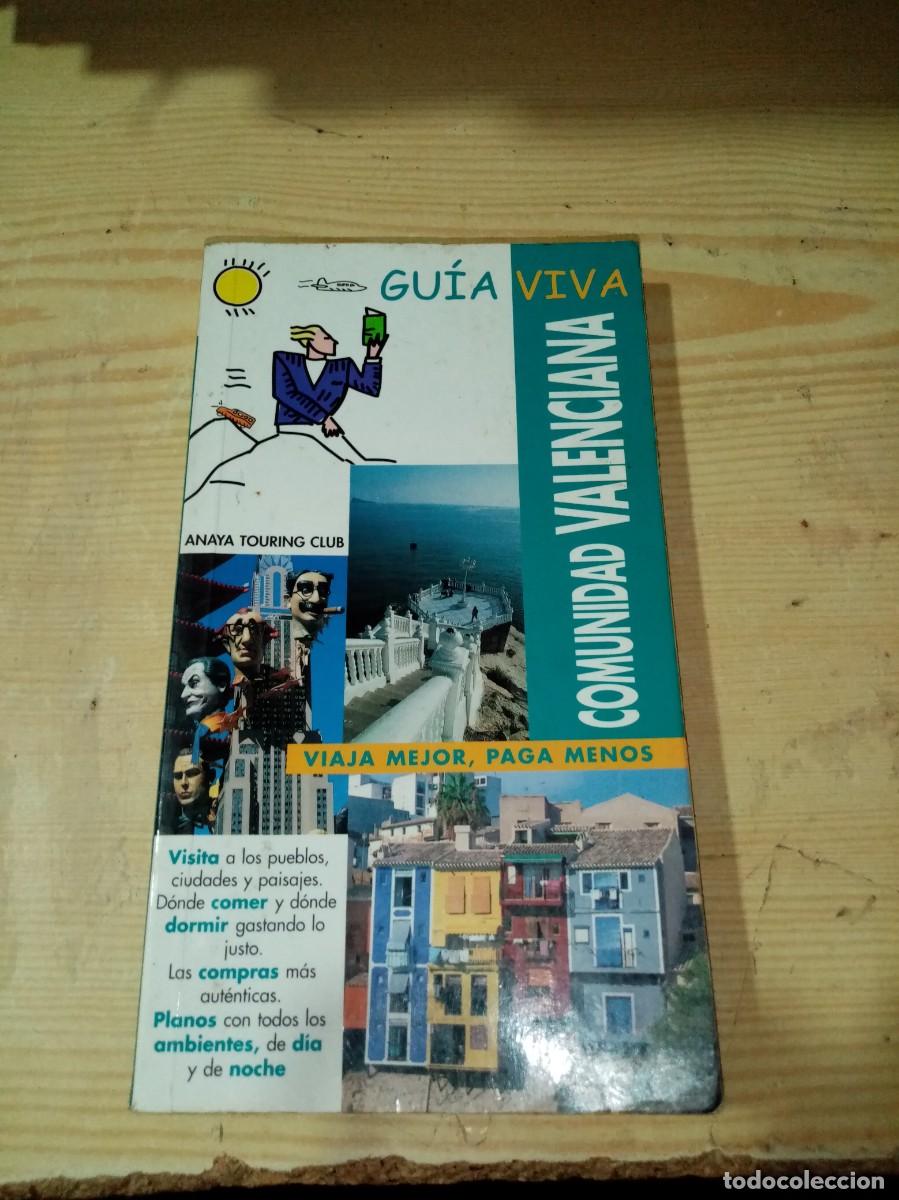 GUÍA VIVA
COMUNIDAD VALENCIANA
ANAYA TOURING CLUB
VIAJA MEJOR, PAGA MENOS
Visita a los pueblos,
ciudades y paisajes.
Dónde comer y dónde
dormir gastando lo
justo.
Las compras más
auténticas.
Planos con todos los
ambientes, de día
y de noche
todocoleccion